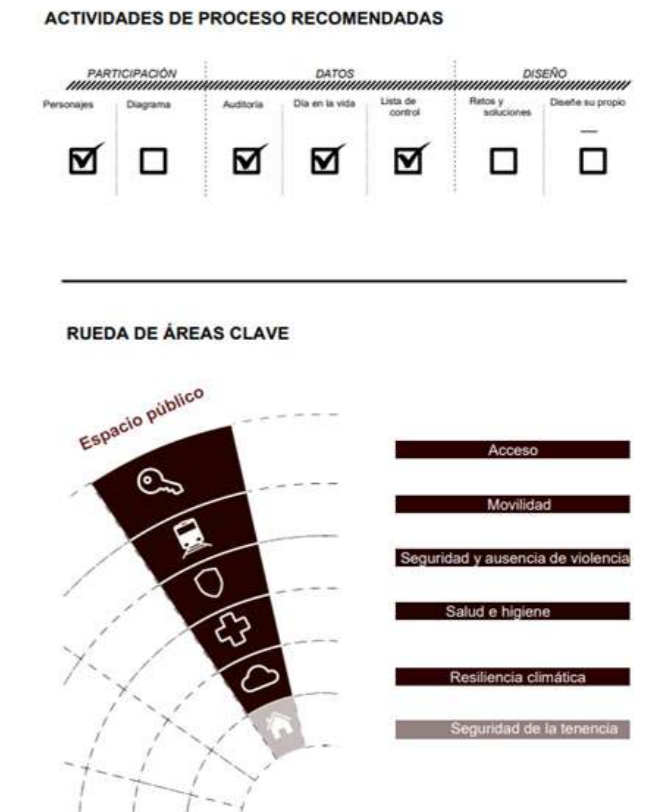 ACTIVIDADES DE PROCESO RECOMENDADAS
PARTICIPACIÓN
DATOS
DISEÑO
Personajes
Diagrama
Auditoría
Día en la vida
Lista de
control
Retos y
soluciones
Diseñe su propio
RUEDA DE ÁREAS CLAVE
Espacio público
Acceso
Movilidad
Seguridad y ausencia de violencia
Salud e higiene
Resiliencia climática
Seguridad de la tenencia